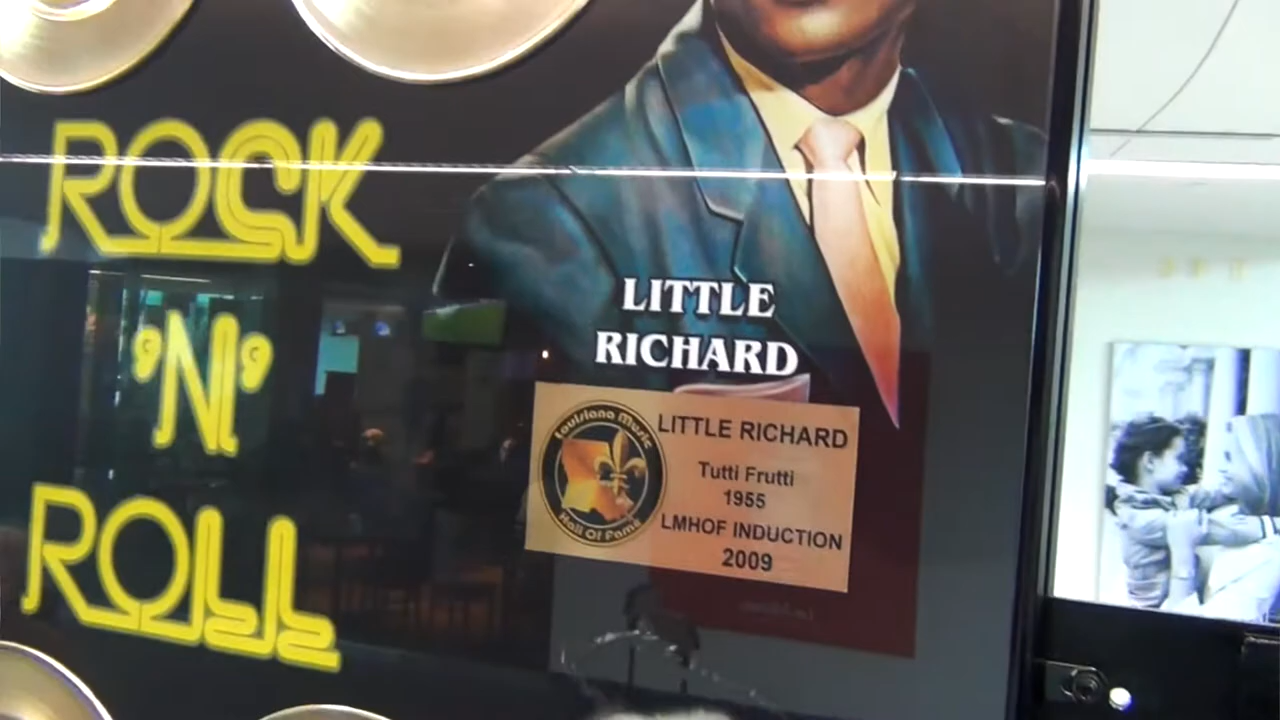 ROCK
'N'
ROLL
LITTLE
RICHARD
Louisiana Music
Hall Of Fame
LITTLE RICHARD
Tutti Frutti
1955
LMHOF INDUCTION
2009